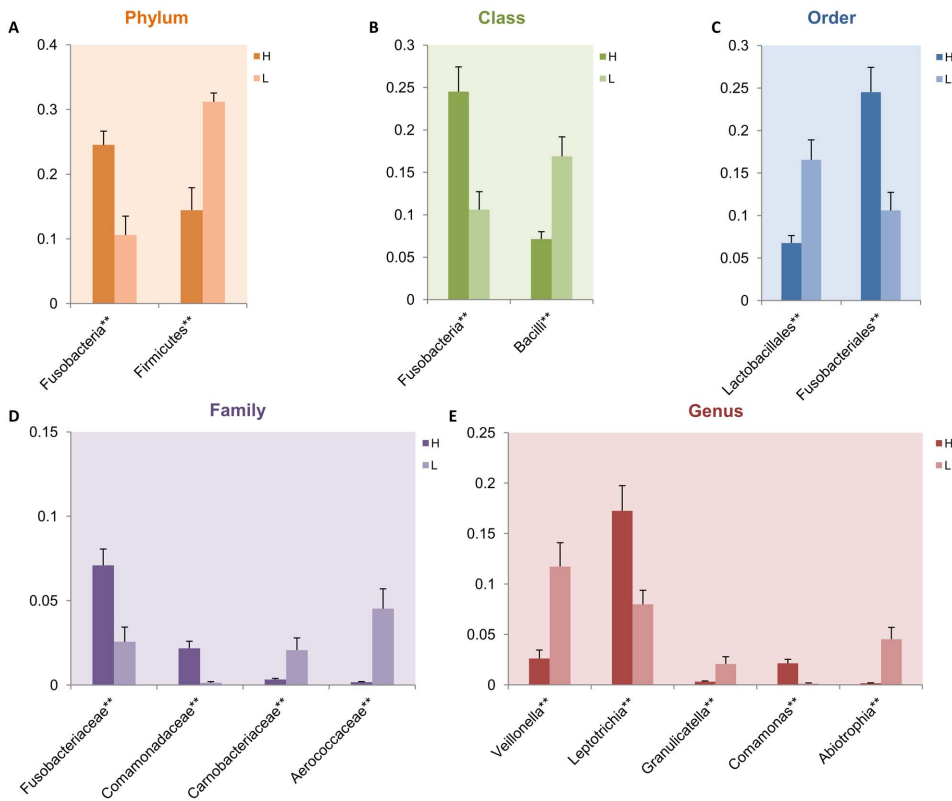 Phylum
A
0.4
0.3
0.2
0.1
0
H
L
Fusobacteria**
Firmicutes**
Class
B
0.3
0.25
0.2
0.15
0.1
0.05
0
H
L
Fusobacteria**
Bacilli**
Order
C
0.3
0.25
0.2
0.15
0.1
0.05
0
H
L
Lactobacillales**
Fusobacteriales**
Family
D
0.15
0.1
0.05
0
H
L
Fusobacteriaceae**
Comamonadaceae**
Carnobacteriaceae**
Aerococcaceae**
Genus
E
0.25
0.2
0.15
0.1
0.05
0
H
L
Veillonella**
Leptotrichia**
Granulicatella**
Comamonas**
Abiotrophia**